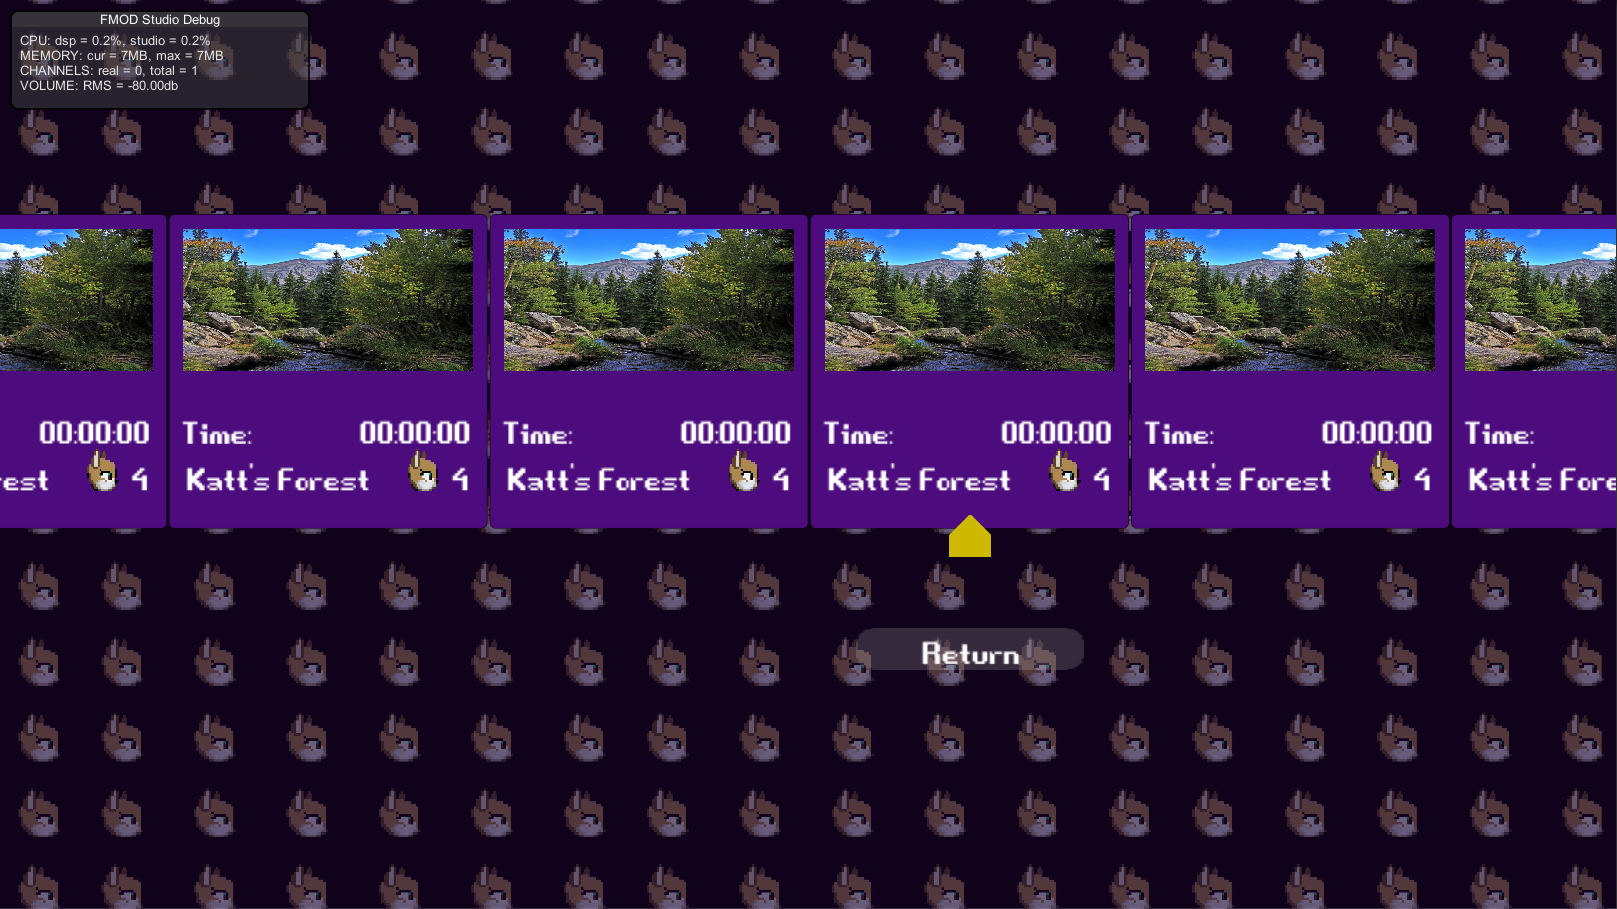 FMOD Studio Debug
CPU: dsp = 0.2%, studio = 0.2%
MEMORY: cur = 7MB, max = 7MB
CHANNELS: real = 0, total = 1
VOLUME: RMS = -80.00db
00:00:00 Time: 00:00:00 Time: 00:00:00 Time: 00:00:00 Time: 00:00:00 Time:
rest 4 Katt's Forest 4 Katt's Forest 4 Katt's Forest 4 Katt's Forest 4 Katt's Fore
Return